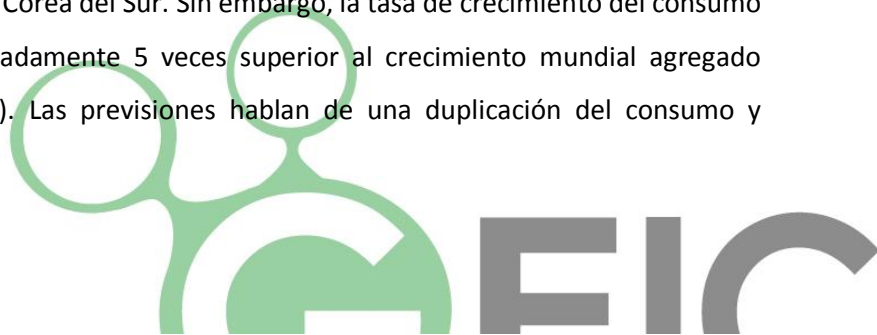 Corea del Sur. Sin embargo, la tasa de crecimiento del consumo
adamente 5 veces superior al crecimiento mundial agregado
). Las previsiones hablan de una duplicación del consumo y
GEIC